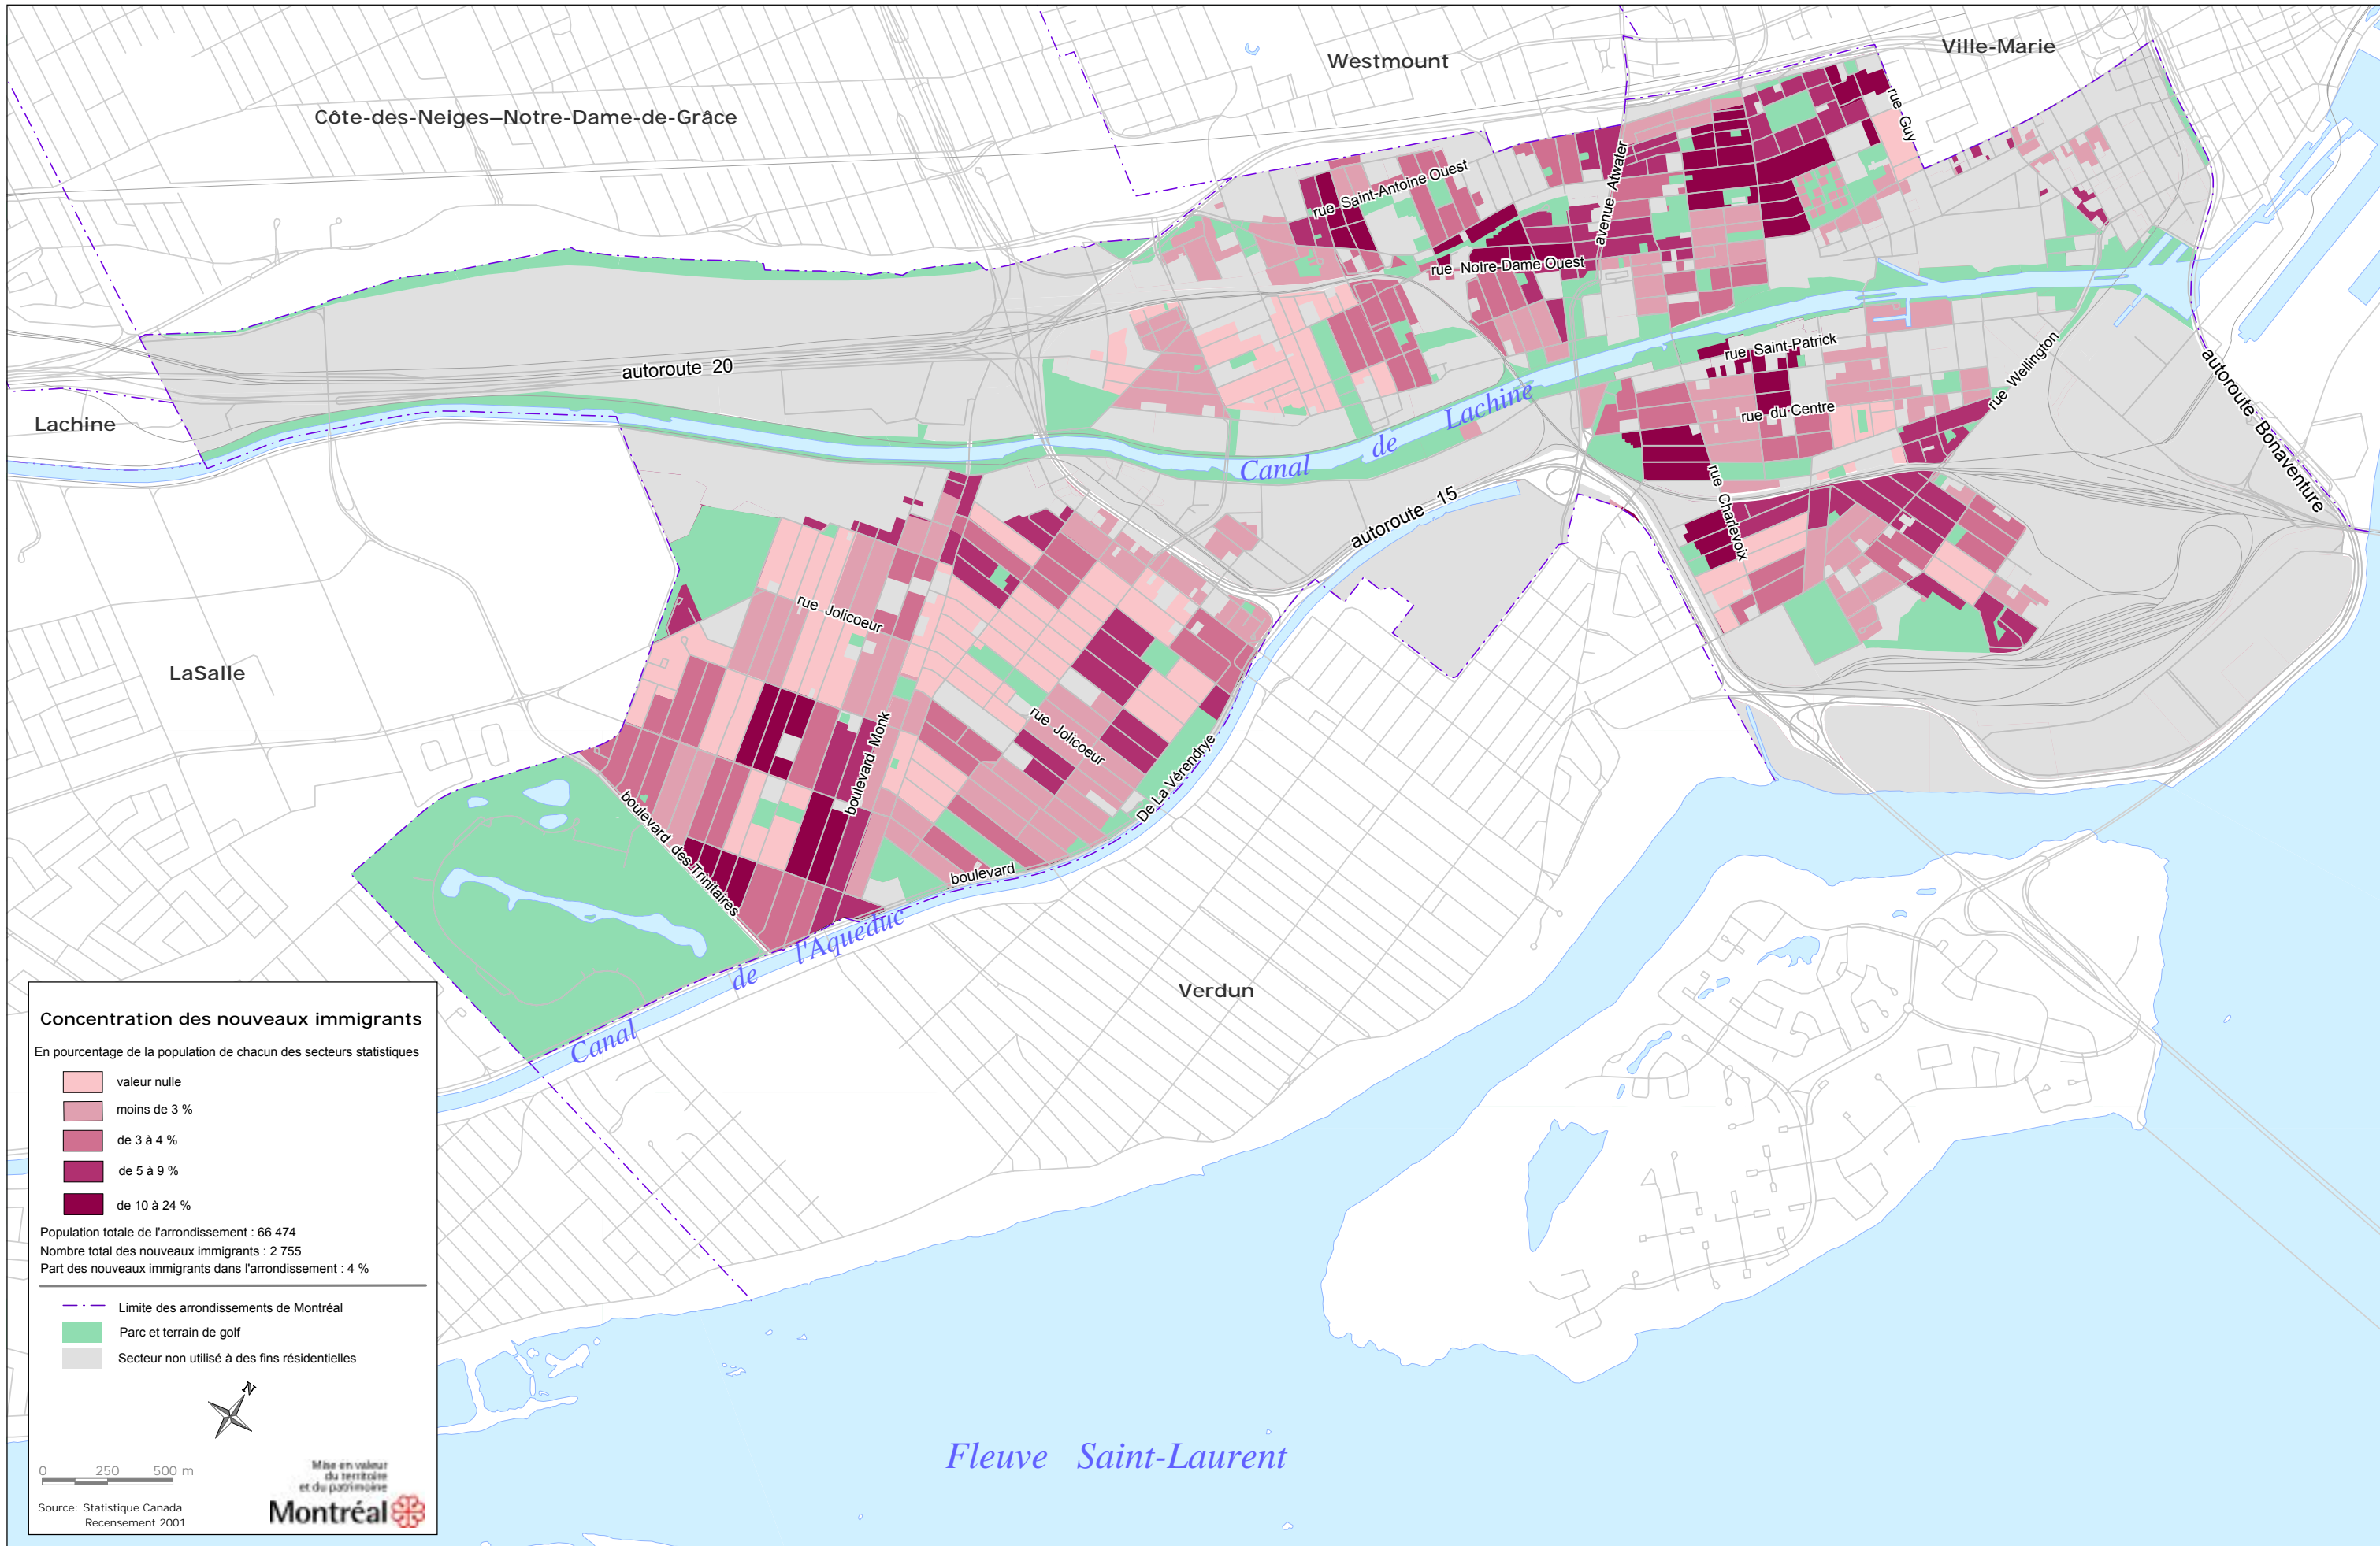 Westmount
Ville-Marie
Côte-des-Neiges–Notre-Dame-de-Grâce
rue Guy
avenue Atwater
rue Saint-Antoine Ouest
rue Notre-Dame Ouest
autoroute 20
rue Saint-Patrick
rue Wellington
autoroute Bonaventure
Lachine
rue du Centre
Canal de Lachine
autoroute 15
rue Charlevoix
rue Jolicoeur
LaSalle
rue Jolicoeur
boulevard Monk
De La Vérendrye
boulevard des Trinitaires
boulevard
Canal de l'Aqueduc
Verdun
Fleuve Saint-Laurent
Concentration des nouveaux immigrants
En pourcentage de la population de chacun des secteurs statistiques
valeur nulle
moins de 3 %
de 3 à 4 %
de 5 à 9 %
de 10 à 24 %
Population totale de l'arrondissement : 66 474
Nombre total des nouveaux immigrants : 2 755
Part des nouveaux immigrants dans l'arrondissement : 4 %
Limite des arrondissements de Montréal
Parc et terrain de golf
Secteur non utilisé à des fins résidentielles
N
0 250 500 m
Source: Statistique Canada
Recensement 2001
Mise en valeur
du territoire
et du patrimoine
Montréal